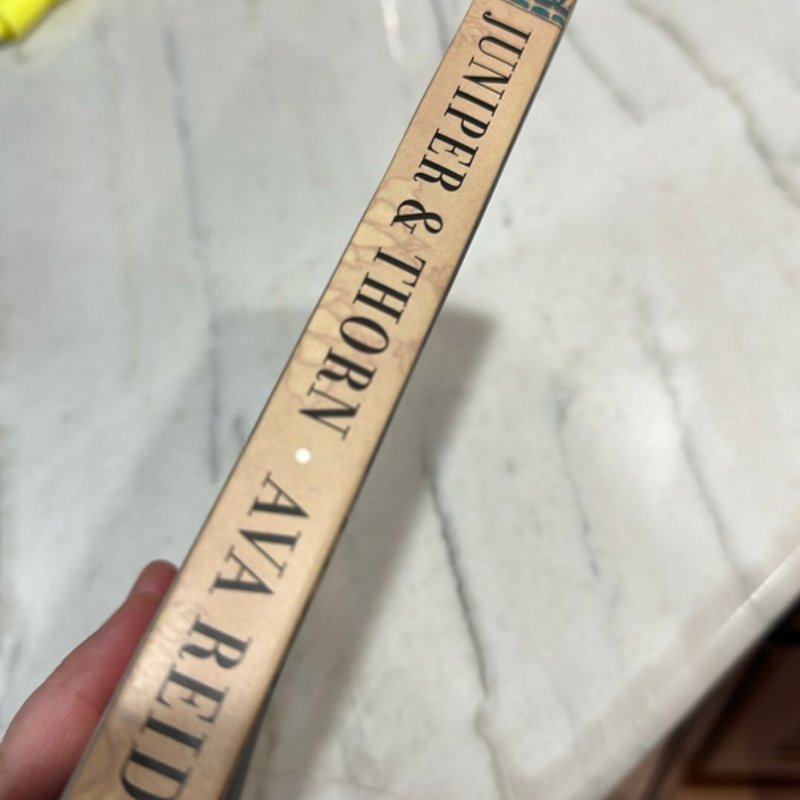 JUNIPER & THORN • AVA REID